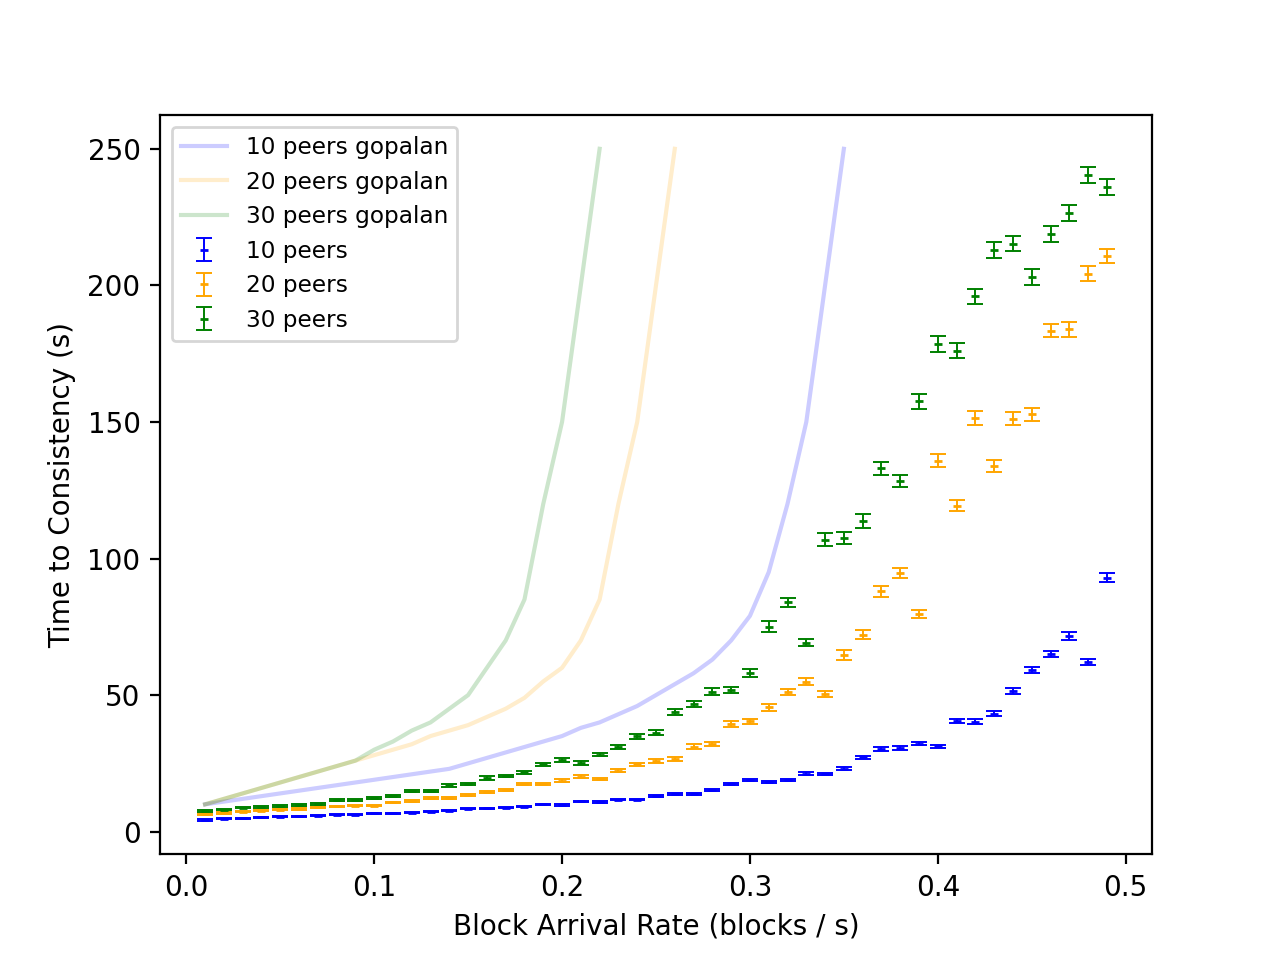 10 peers gopalan
20 peers gopalan
30 peers gopalan
10 peers
20 peers
30 peers
250
200
150
100
50
0
Time to Consistency (s)
0.0 0.1 0.2 0.3 0.4 0.5
Block Arrival Rate (blocks / s)